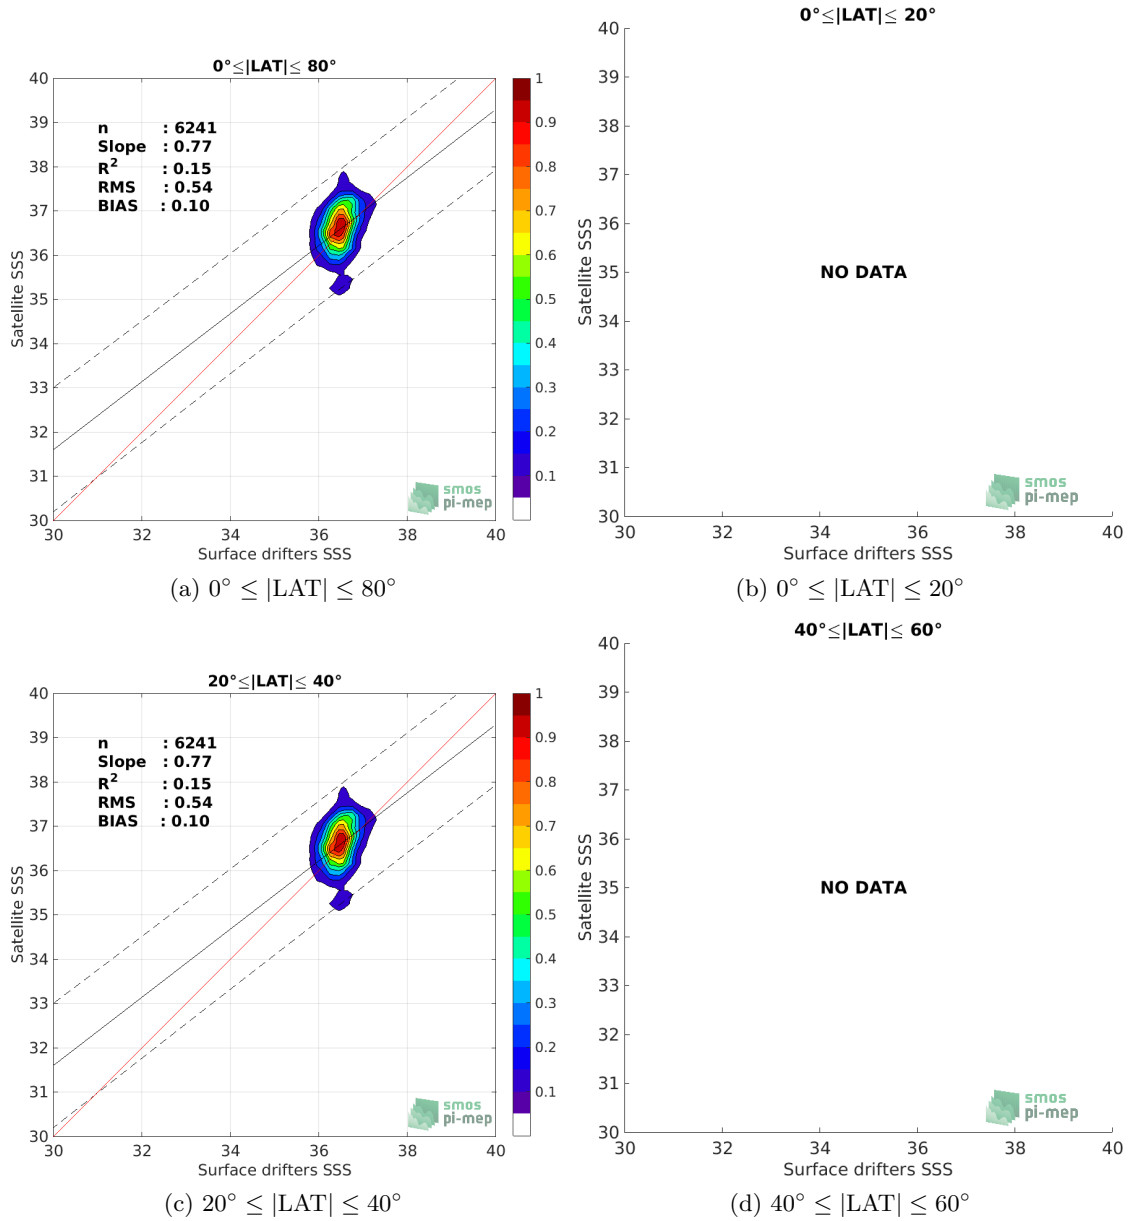 0°≤|LAT|≤ 80°
40
39
38
37
36
35
34
33
32
31
30
Satellite SSS
n : 6241
Slope : 0.77
R² : 0.15
RMS : 0.54
BIAS : 0.10
smos
pi-mep
30 32 34 36 38 40
Surface drifters SSS
1
0.9
0.8
0.7
0.6
0.5
0.4
0.3
0.2
0.1
(a) 0° ≤ |LAT| ≤ 80°
0°≤|LAT|≤ 20°
40
39
38
37
36
35
34
33
32
31
30
Satellite SSS
NO DATA
smos
pi-mep
30 32 34 36 38 40
Surface drifters SSS
(b) 0° ≤ |LAT| ≤ 20°
20°≤|LAT|≤ 40°
40
39
38
37
36
35
34
33
32
31
30
Satellite SSS
n : 6241
Slope : 0.77
R² : 0.15
RMS : 0.54
BIAS : 0.10
smos
pi-mep
30 32 34 36 38 40
Surface drifters SSS
1
0.9
0.8
0.7
0.6
0.5
0.4
0.3
0.2
0.1
(c) 20° ≤ |LAT| ≤ 40°
40°≤|LAT|≤ 60°
40
39
38
37
36
35
34
33
32
31
30
Satellite SSS
NO DATA
smos
pi-mep
30 32 34 36 38 40
Surface drifters SSS
(d) 40° ≤ |LAT| ≤ 60°